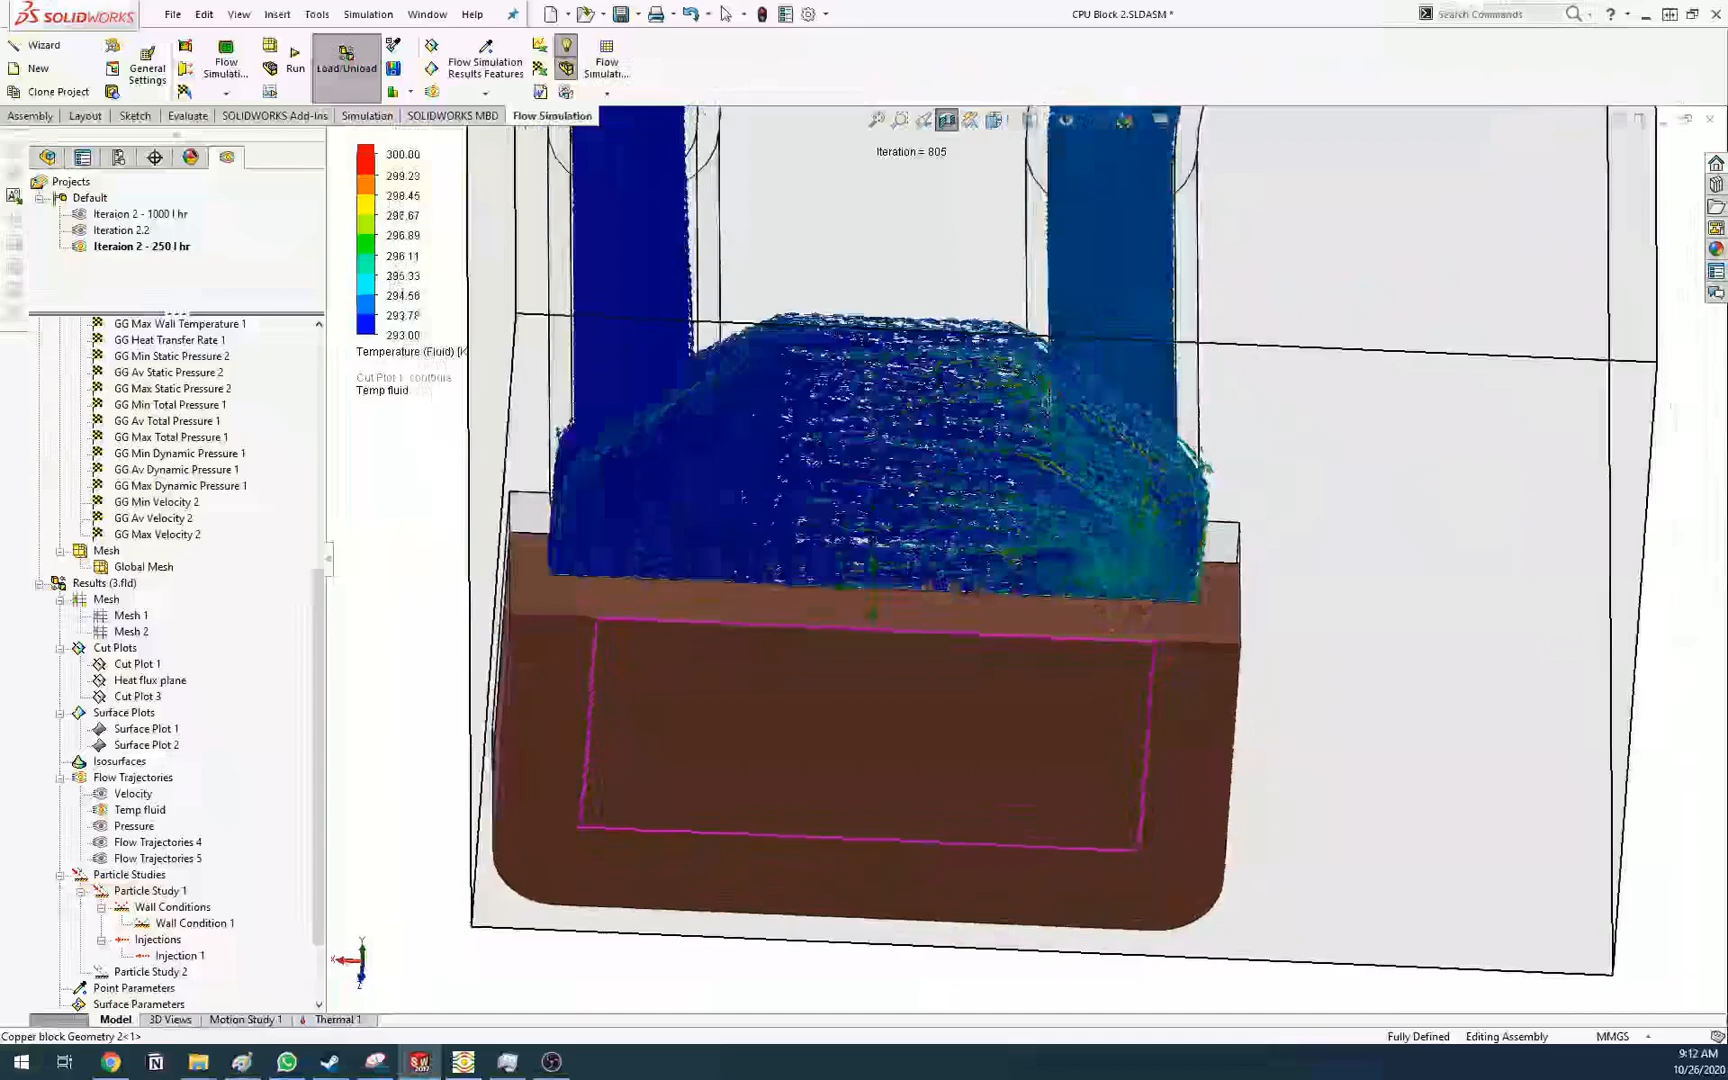 SOLIDWORKS
File Edit View Insert Tools Simulation Window Help
CPU Block 2.SLDASM *
Search Commands
Wizard
New
Clone Project
General Settings
Flow Simulati...
Run
Load/Unload
Flow Simulation Results Features
Flow Simulati...
Assembly Layout Sketch Evaluate SOLIDWORKS Add-Ins Simulation SOLIDWORKS MBD Flow Simulation
Projects
Default
Iteraion 2 - 1000 l hr
Iteration 2.2
Iteraion 2 - 250 l hr
GG Max Wall Temperature 1
GG Heat Transfer Rate 1
GG Min Static Pressure 2
GG Av Static Pressure 2
GG Max Static Pressure 2
GG Min Total Pressure 1
GG Av Total Pressure 1
GG Max Total Pressure 1
GG Min Dynamic Pressure 1
GG Av Dynamic Pressure 1
GG Max Dynamic Pressure 1
GG Min Velocity 2
GG Av Velocity 2
GG Max Velocity 2
Mesh
Global Mesh
Results (3.fld)
Mesh
Mesh 1
Mesh 2
Cut Plots
Cut Plot 1
Heat flux plane
Cut Plot 3
Surface Plots
Surface Plot 1
Surface Plot 2
Isosurfaces
Flow Trajectories
Velocity
Temp fluid
Pressure
Flow Trajectories 4
Flow Trajectories 5
Particle Studies
Particle Study 1
Wall Conditions
Wall Condition 1
Injections
Injection 1
Particle Study 2
Point Parameters
Surface Parameters
300.00
299.23
298.45
297.67
296.89
296.11
295.33
294.56
293.78
293.00
Temperature (Fluid) [K
Cut Plot 1: contours
Temp fluid
Iteration = 805
Model 3D Views Motion Study 1 Thermal 1
Copper block Geometry 2<1>
Fully Defined Editing Assembly MMGS
9:12 AM
10/26/2020